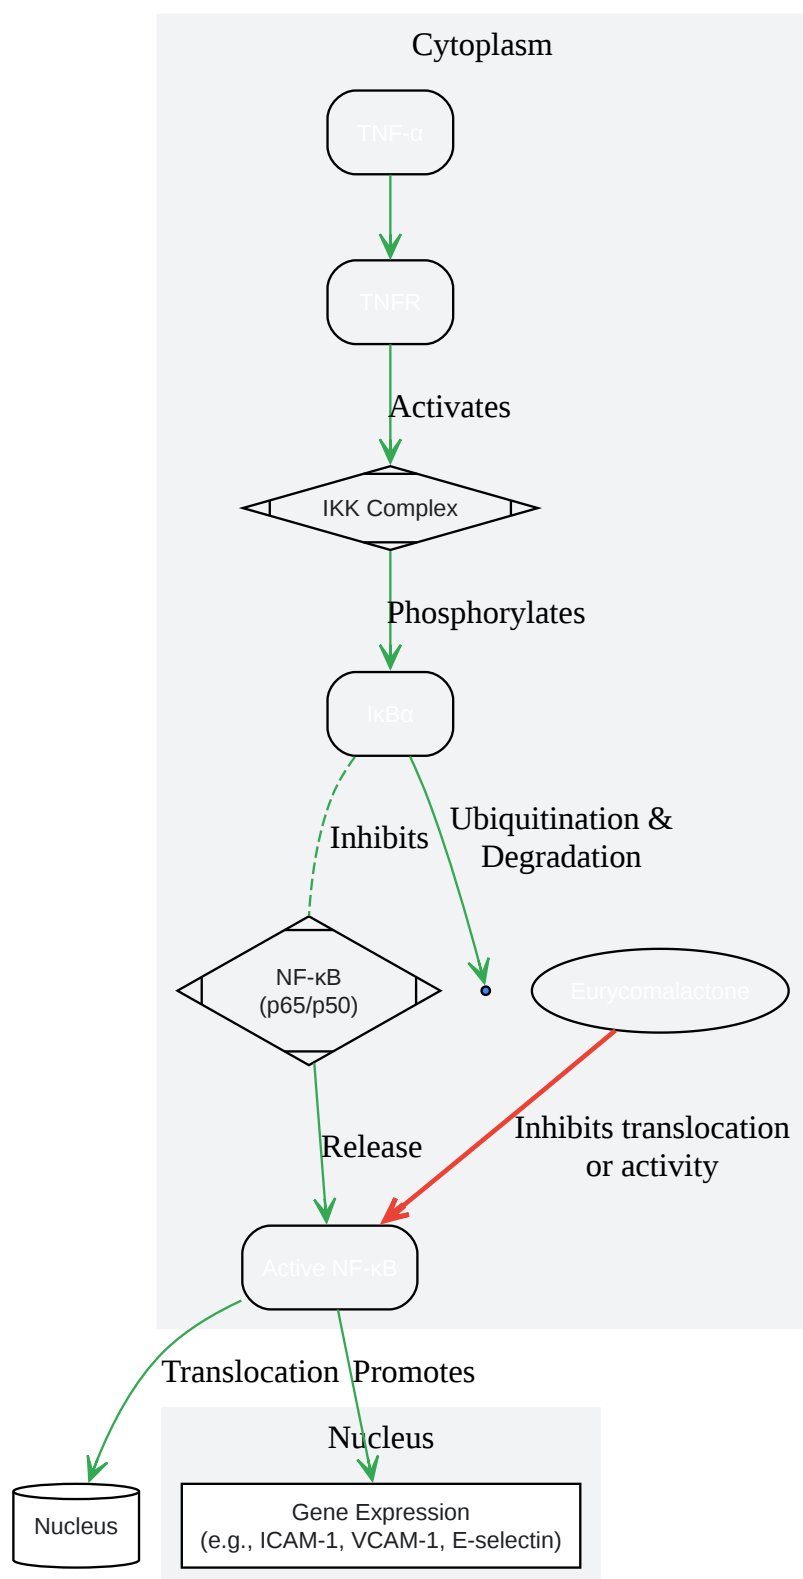 Cytoplasm
TNF-α
TNFR
Activates
IKK Complex
Phosphorylates
IκBα
Inhibits
Ubiquitination &
Degradation
NF-κB
(p65/p50)
Eurycomalactone
Release
Inhibits translocation
or activity
Active NF-κB
Translocation
Promotes
Nucleus
Nucleus
Gene Expression
(e.g., ICAM-1, VCAM-1, E-selectin)